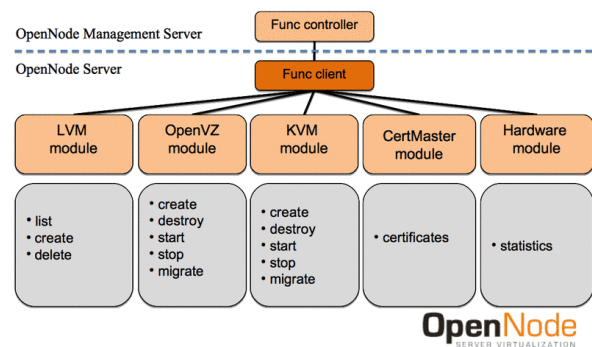 OpenNode Management Server
Func controller
OpenNode Server
Func client
LVM
module
OpenVZ
module
KVM
module
CertMaster
module
Hardware
module
• list
• create
• delete
• create
• destroy
• start
• stop
• migrate
• create
• destroy
• start
• stop
• migrate
• certificates
• statistics
OpenNode
SERVER VIRTUALIZATION